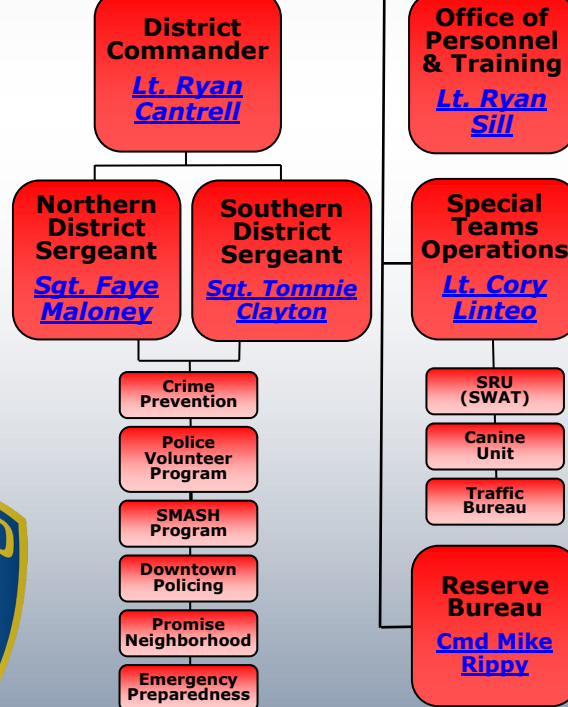 District
Commander
Lt. Ryan
Cantrell
Northern
District
Sergeant
Sgt. Faye
Maloney
Southern
District
Sergeant
Sgt. Tommie
Clayton
Crime
Prevention
Police
Volunteer
Program
SMASH
Program
Downtown
Policing
Promise
Neighborhood
Emergency
Preparedness
Office of
Personnel
& Training
Lt. Ryan
Sill
Special
Teams
Operations
Lt. Cory
Linteo
SRU
(SWAT)
Canine
Unit
Traffic
Bureau
Reserve
Bureau
Cmd Mike
Rippy